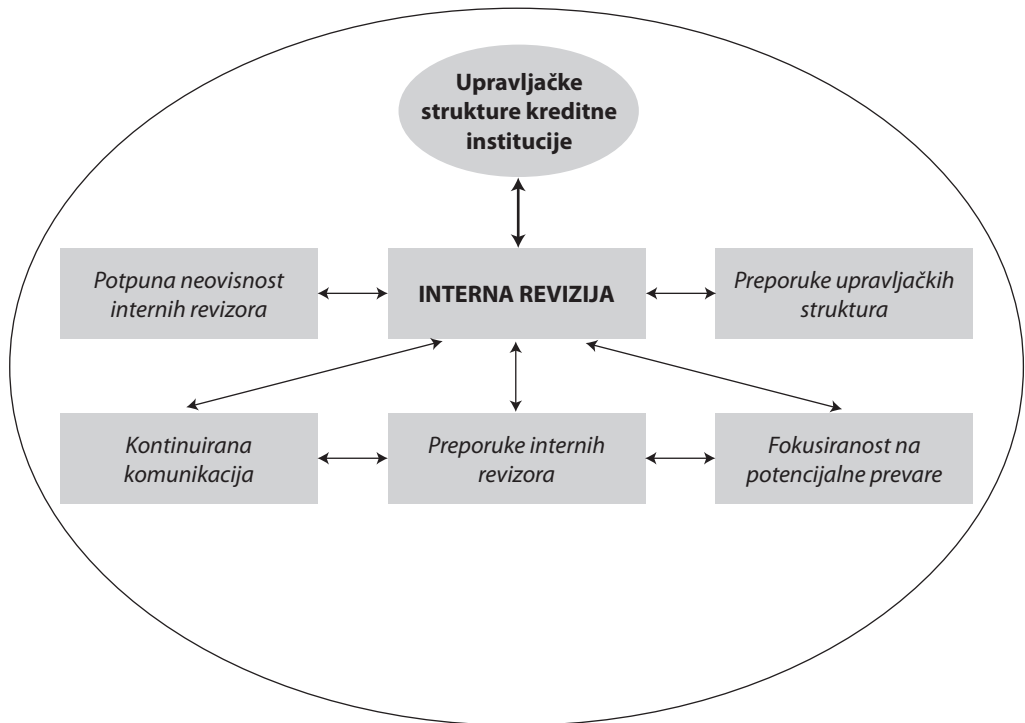 Upravljačke
strukture kreditne
institucije
Potpuna neovisnost
internih revizora
INTERNA REVIZIJA
Preporuke upravljačkih
struktura
Kontinuirana
komunikacija
Preporuke internih
revizora
Fokusiranost na
potencijalne prevare